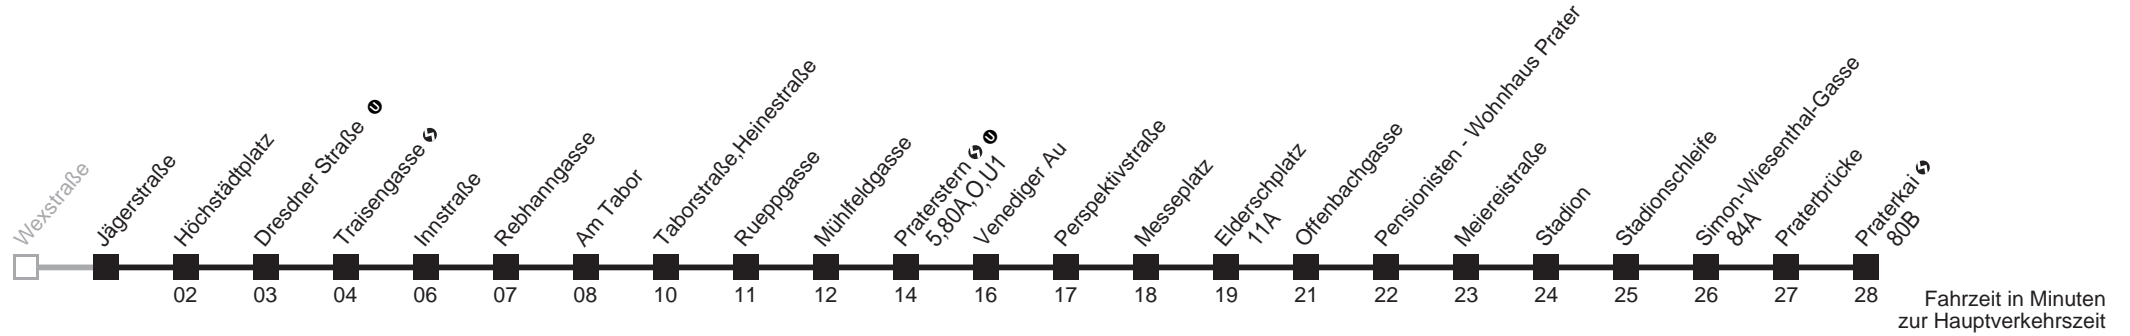 Wexstraße
Jägerstraße
Höchstädtplatz
Dresdner Straße U
Traisengasse S
Innstraße
Rebhanngasse
Am Tabor
Taborstraße,Heinestraße
Rueppgasse
Mühlfeldgasse
Praterstern S U
5,80A,O,U1
Venediger Au
Perspektivstraße
Messeplatz
Elderschplatz
11A
Offenbachgasse
Pensionisten - Wohnhaus Prater
Meiereistraße
Stadion
Stadionschleife
Simon-Wiesenthal-Gasse
84A
Praterbrücke
Praterkai S
80B
02 03 04 06 07 08 10 11 12 14 16 17 18 19 21 22 23 24 25 26 27 28
Fahrzeit in Minuten
zur Hauptverkehrszeit